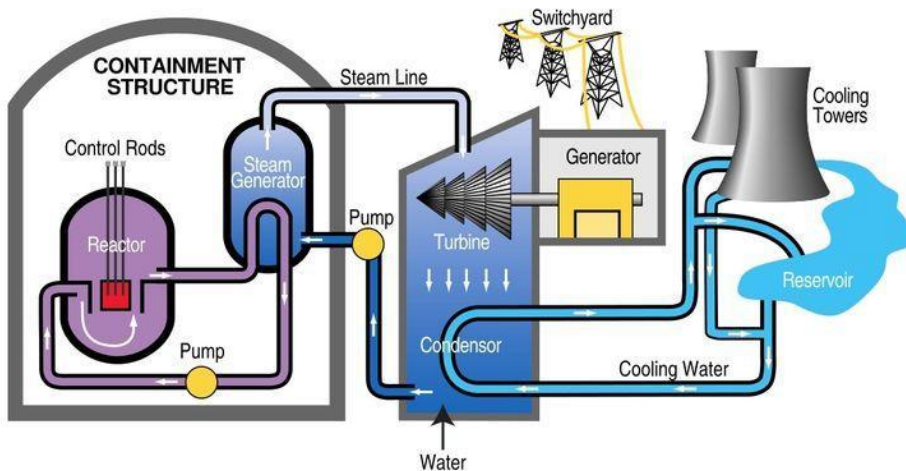 Switchyard
CONTAINMENT
STRUCTURE
Steam Line
Cooling
Towers
Control Rods
Steam
Generator
Generator
Pump
Reactor
Turbine
Reservoir
Condensor
Pump
Cooling Water
Water